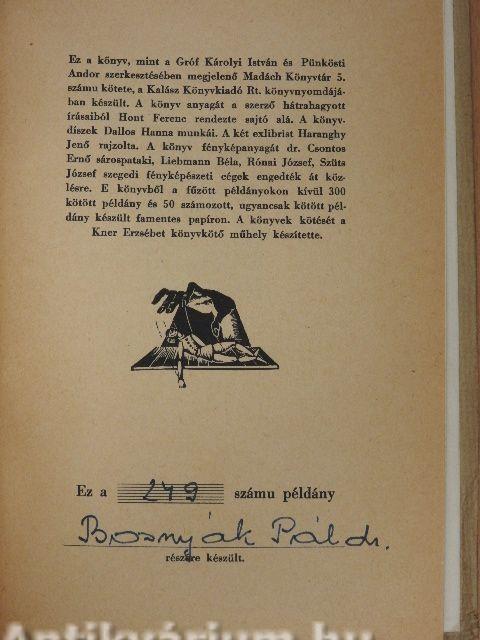 Ez a könyv, mint a Gróf Károlyi István és Pünkösti
Andor szerkesztésében megjelenő Madách Könyvtár 5.
számu kötete, a Kalász Könyvkiadó Rt. könyvnyomdájá-
ban készült. A könyv anyagát a szerző hátrahagyott
írásaiból Hont Ferenc rendezte sajtó alá. A könyv-
díszek Dallos Hanna munkái. A két exlibrist Haranghy
Jenő rajzolta. A könyv fényképanyagát dr. Csontos
Ernő sárospataki, Liebmann Béla, Rónai József, Szüts
József szegedi fényképészeti cégek engedték át köz-
lésre. E könyvből a fűzött példányokon kívül 300
kötött példány és 50 számozott, ugyancsak kötött pél-
dány készült famentes papíron. A könyvek kötését a
Kner Erzsébet könyvkötő műhely készítette.
Ez a 249 számu példány
Bosnyák Pál dr.
részére készült.
Antikvárium.hu